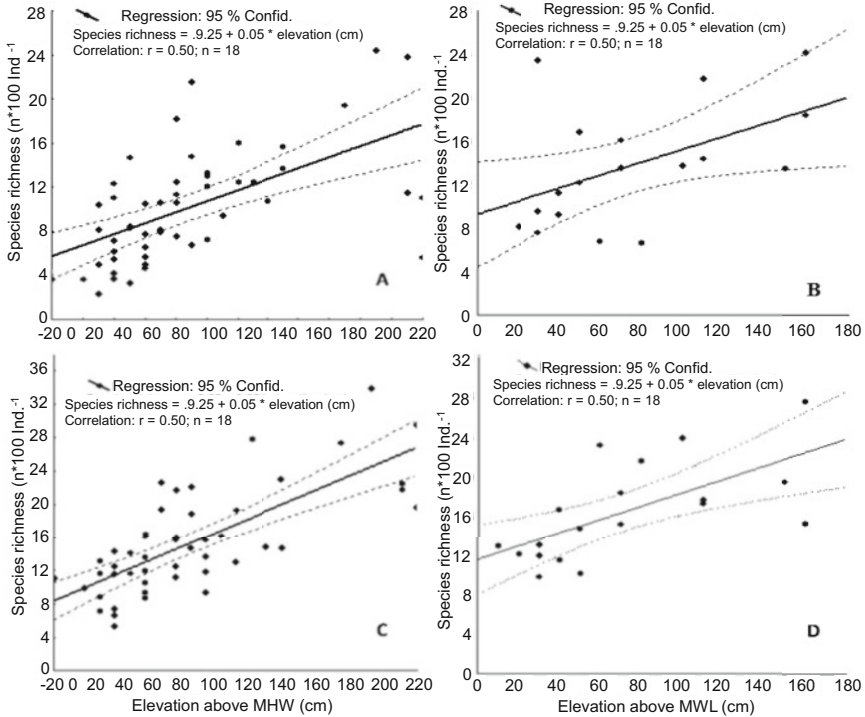 Regression: 95 % Confid.
Species richness = .9.25 + 0.05 * elevation (cm)
Correlation: r = 0.50; n = 18
Species richness (n*100 Ind.-1
28
24
20
16
12
8
4
0
-20 0 20 40 60 80 100 120 140 160 180 200 220
A
Regression: 95 % Confid.
Species richness = .9.25 + 0.05 * elevation (cm)
Correlation: r = 0.50; n = 18
Species richness (n*100 Ind.-1
28
24
20
16
12
8
4
0
0 20 40 60 80 100 120 140 160 180
B
Regression: 95 % Confid.
Species richness = .9.25 + 0.05 * elevation (cm)
Correlation: r = 0.50; n = 18
Species richness (n*100 Ind.-1
36
32
28
24
20
16
12
8
4
0
-20 0 20 40 60 80 100 120 140 160 180 200 220
Elevation above MHW (cm)
C
Regression: 95 % Confid.
Species richness = .9.25 + 0.05 * elevation (cm)
Correlation: r = 0.50; n = 18
Species richness (n*100 Ind.-1
32
28
24
20
16
12
8
4
0
0 20 40 60 80 100 120 140 160 180
Elevation above MWL (cm)
D